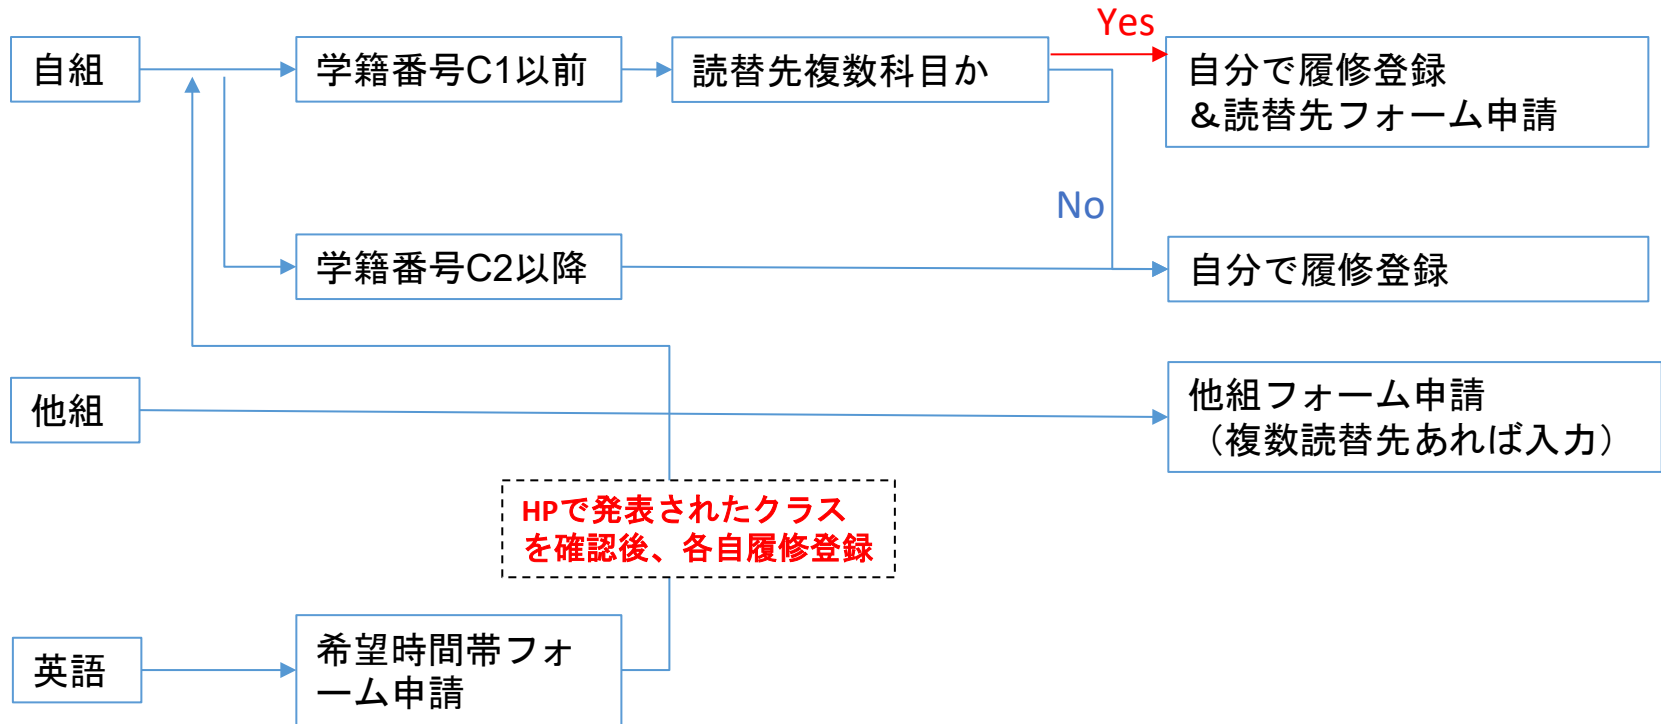 Yes
自組
学籍番号C1以前
読替先複数科目か
自分で履修登録
＆読替先フォーム申請
No
学籍番号C2以降
自分で履修登録
他組
他組フォーム申請
（複数読替先あれば入力）
HPで発表されたクラス
を確認後、各自履修登録
英語
希望時間帯フォ
ーム申請